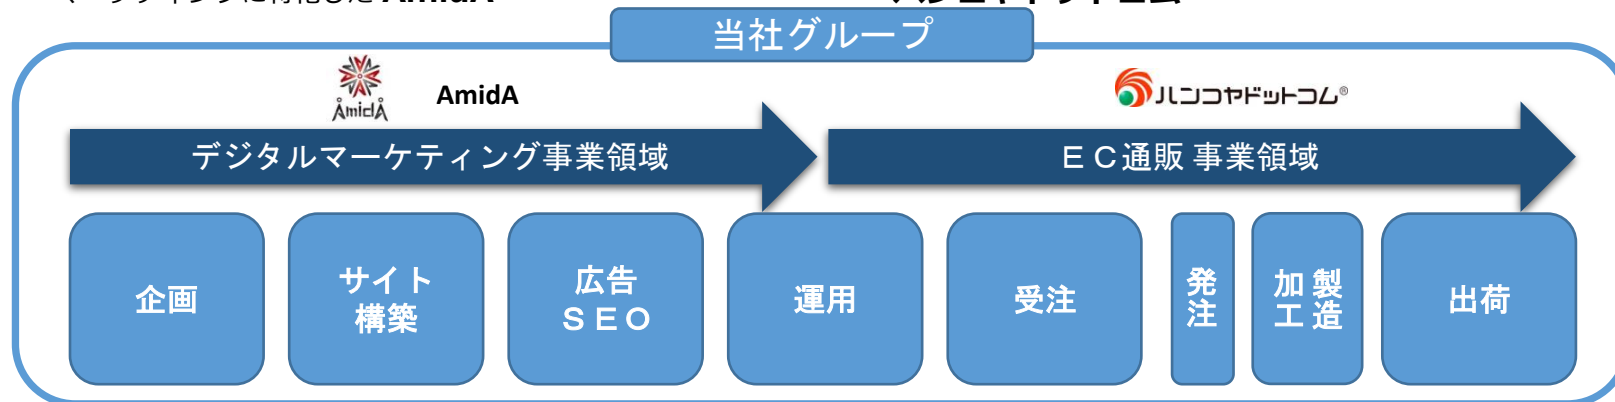 AmidA
当社グループ
ÅmidÅ
AmidA
ハンコヤドットコム®
デジタルマーケティング事業領域
ＥＣ通販 事業領域
企画
サイト
構築
広告
ＳＥＯ
運用
受注
発注
製造
加工
出荷